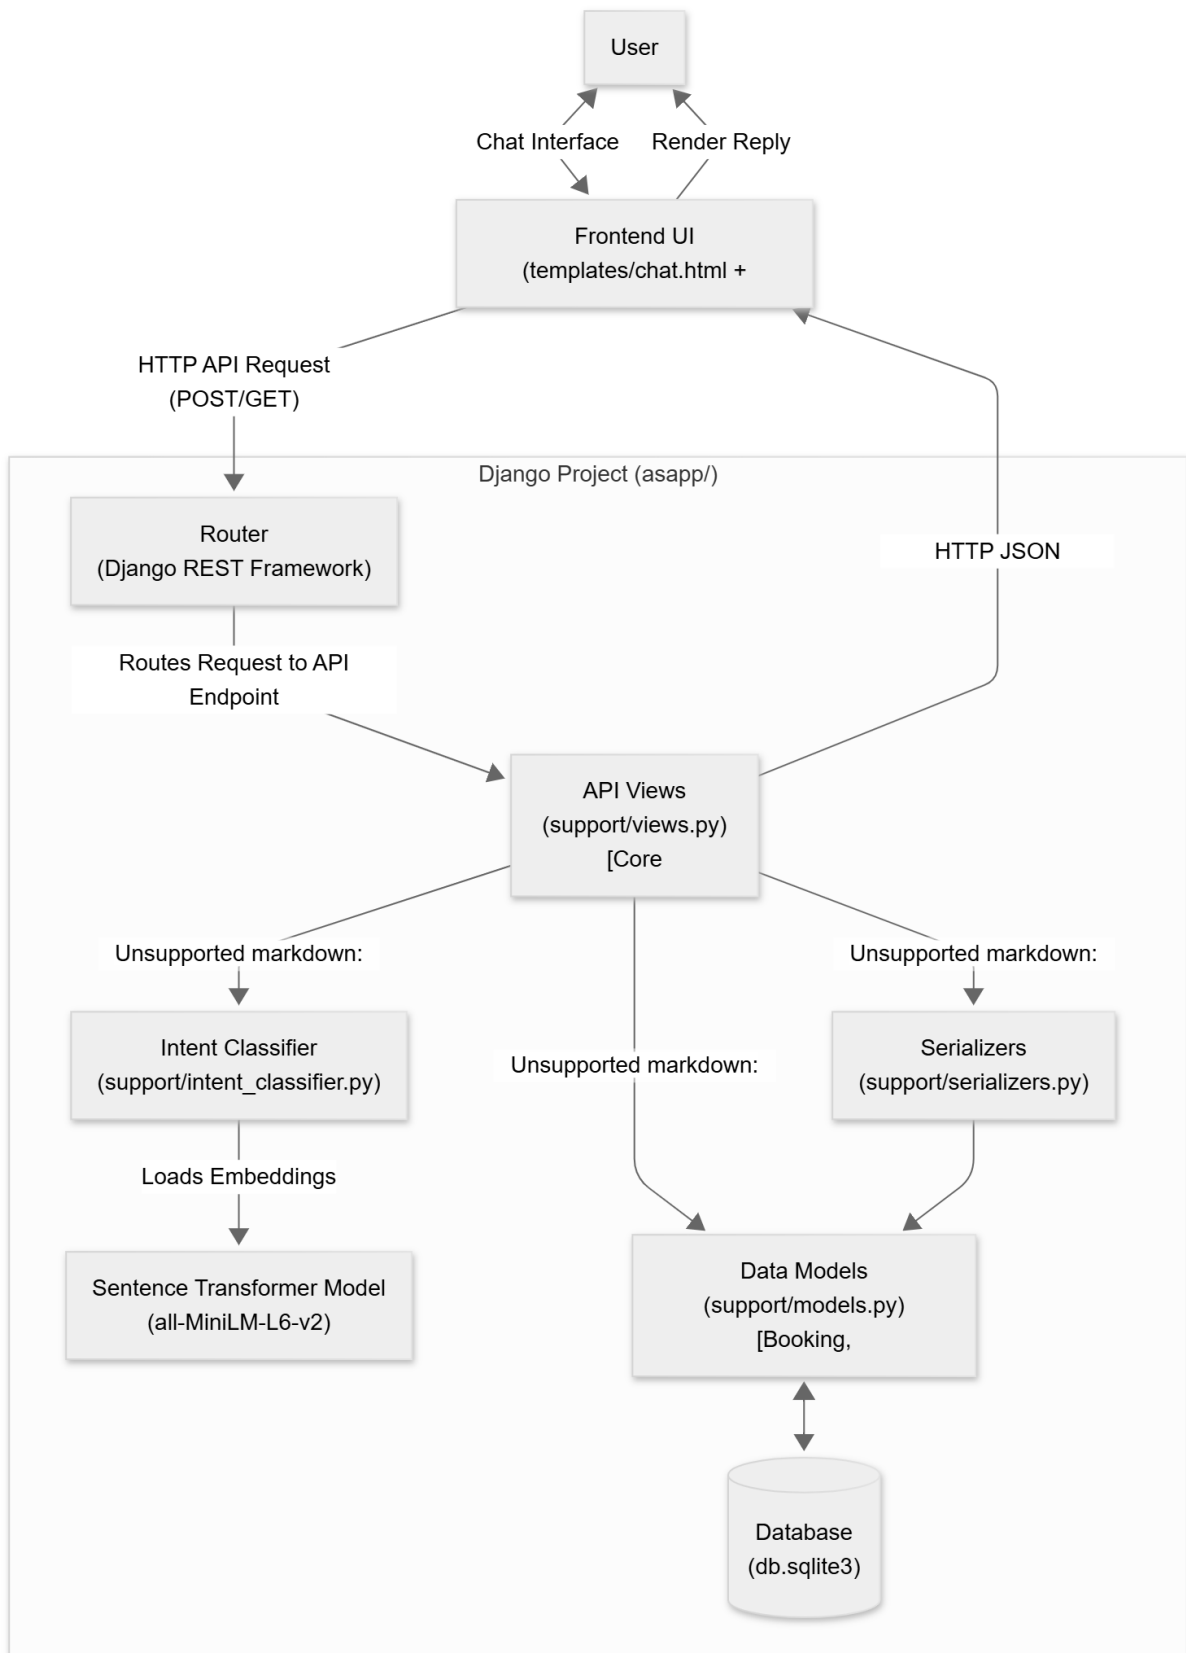 User
Chat Interface
Render Reply
Frontend UI
(templates/chat.html +
HTTP API Request
(POST/GET)
Django Project (asapp/)
Router
(Django REST Framework)
HTTP JSON
Routes Request to API
Endpoint
API Views
(support/views.py)
[Core
Unsupported markdown:
Unsupported markdown:
Intent Classifier
(support/intent_classifier.py)
Unsupported markdown:
Serializers
(support/serializers.py)
Loads Embeddings
Sentence Transformer Model
(all-MiniLM-L6-v2)
Data Models
(support/models.py)
[Booking,
Database
(db.sqlite3)